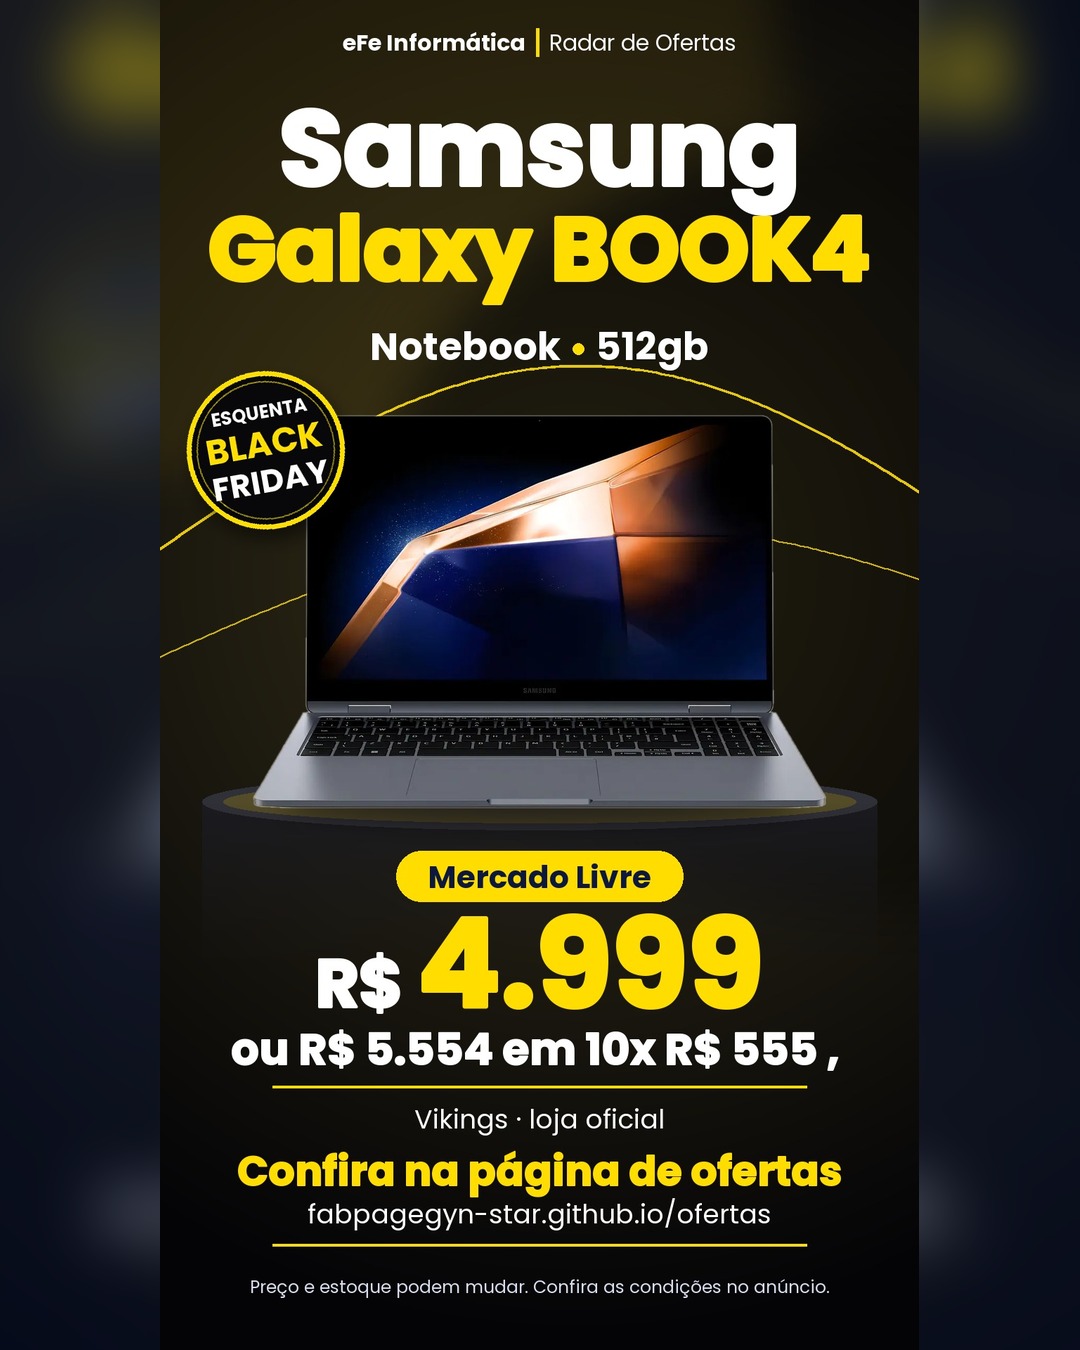 eFe Informática | Radar de Ofertas
Samsung
Galaxy BOOK4
Notebook • 512gb
ESQUENTA
BLACK
FRIDAY
SAMSUNG
Mercado Livre
R$ 4.999
ou R$ 5.554 em 10x R$ 555 ,
Vikings · loja oficial
Confira na página de ofertas
fabpagegyn-star.github.io/ofertas
Preço e estoque podem mudar. Confira as condições no anúncio.